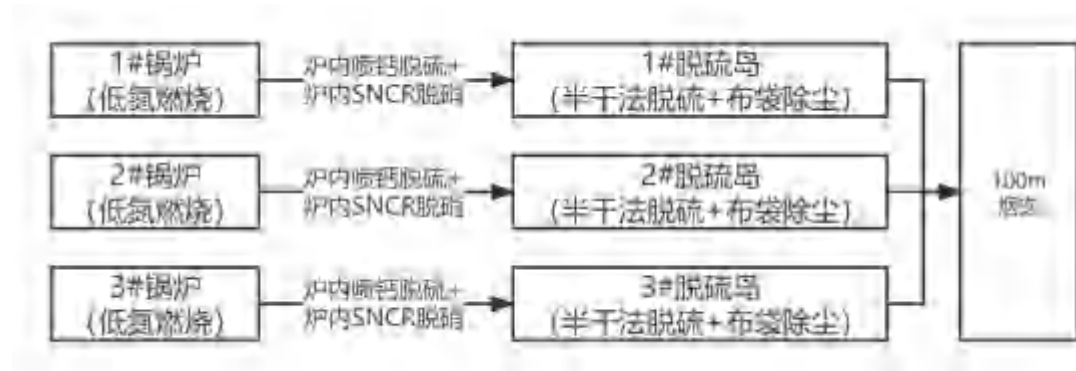 1#锅炉
(低氮燃烧)
炉内喷钙脱硫+
炉内SNCR脱硝
1#脱硫岛
(半干法脱硫+布袋除尘)
2#锅炉
(低氮燃烧)
炉内喷钙脱硫+
炉内SNCR脱硝
2#脱硫岛
(半干法脱硫+布袋除尘)
3#锅炉
(低氮燃烧)
炉内喷钙脱硫+
炉内SNCR脱硝
3#脱硫岛
(半干法脱硫+布袋除尘)
100m
烟囱